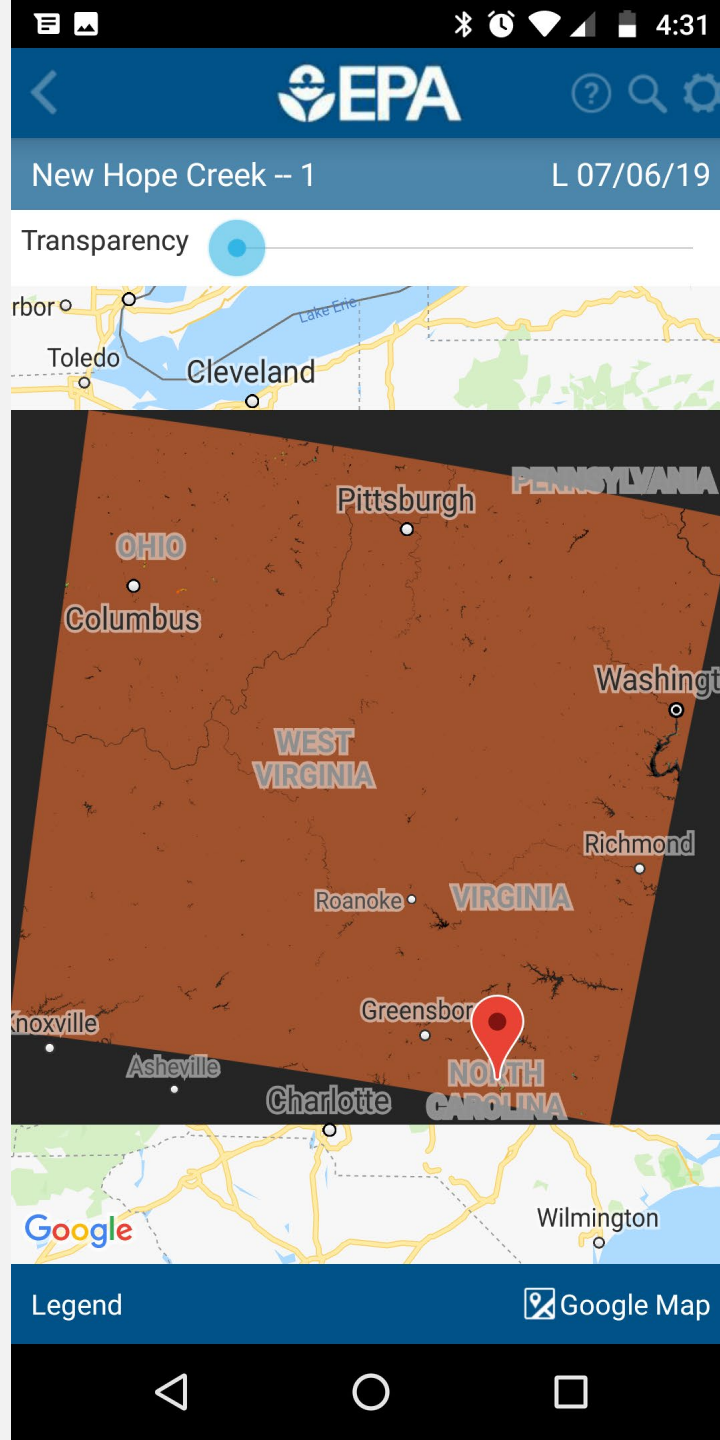 4:31
EPA
New Hope Creek -- 1
L 07/06/19
Transparency
rbor
Lake Erie
Toledo
Cleveland
PENNSYLVANIA
Pittsburgh
OHIO
Columbus
Washingt
WEST
VIRGINIA
Richmond
Roanoke
VIRGINIA
Greensbor
Knoxville
Asheville
NORTH
CAROLINA
Charlotte
Google
Wilmington
Legend
Google Map